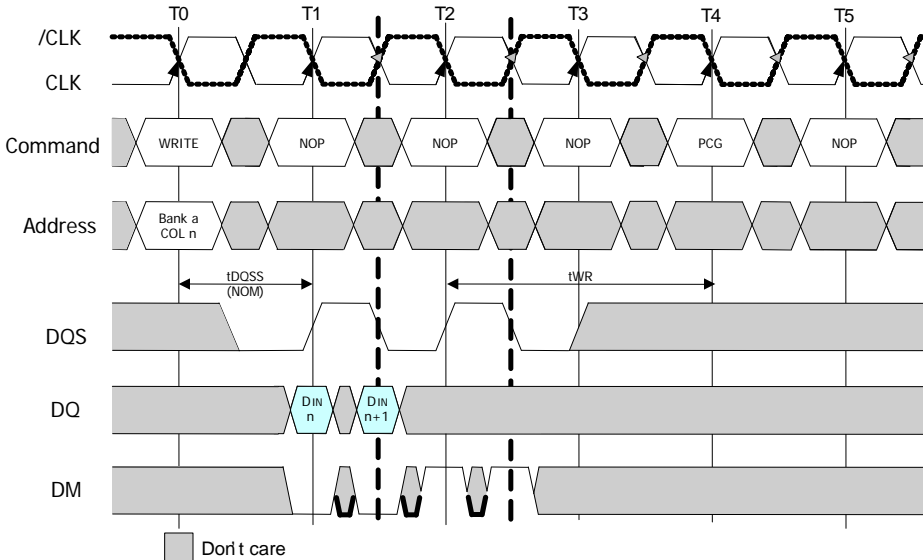 T0 T1 T2 T3 T4 T5
/CLK
CLK
Command WRITE NOP NOP NOP PCG NOP
Address Bank a
COL n
tDQSS
(NOM)
tWR
DQS
DQ DIN
n
DIN
n+1
DM
Don't care